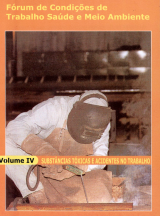 Fórum de Condições de
Trabalho Saúde e Meio Ambiente
Volume IV
SUBSTÂNCIAS TÓXICAS E ACIDENTES NO TRABALHO